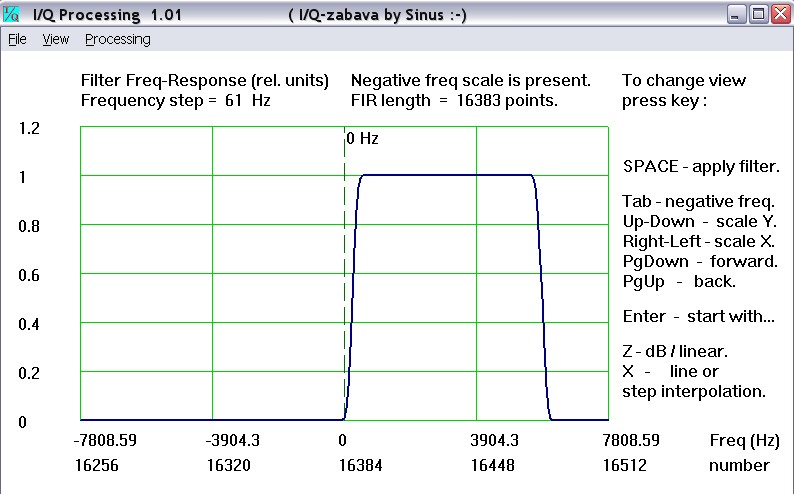 I/Q Processing 1.01 ( I/Q-zabava by Sinus :-)
File View Processing
Filter Freq-Response (rel. units) Negative freq scale is present. To change view
Frequency step = 61 Hz FIR length = 16383 points. press key :
1.2
0 Hz
SPACE - apply filter.
1
Tab - negative freq.
0.8 Up-Down - scale Y.
Right-Left - scale X.
PgDown - forward.
0.6 PgUp - back.
0.4 Enter - start with...
Z - dB / linear.
0.2 X - line or
step interpolation.
0
-7808.59 -3904.3 0 3904.3 7808.59 Freq (Hz)
16256 16320 16384 16448 16512 number